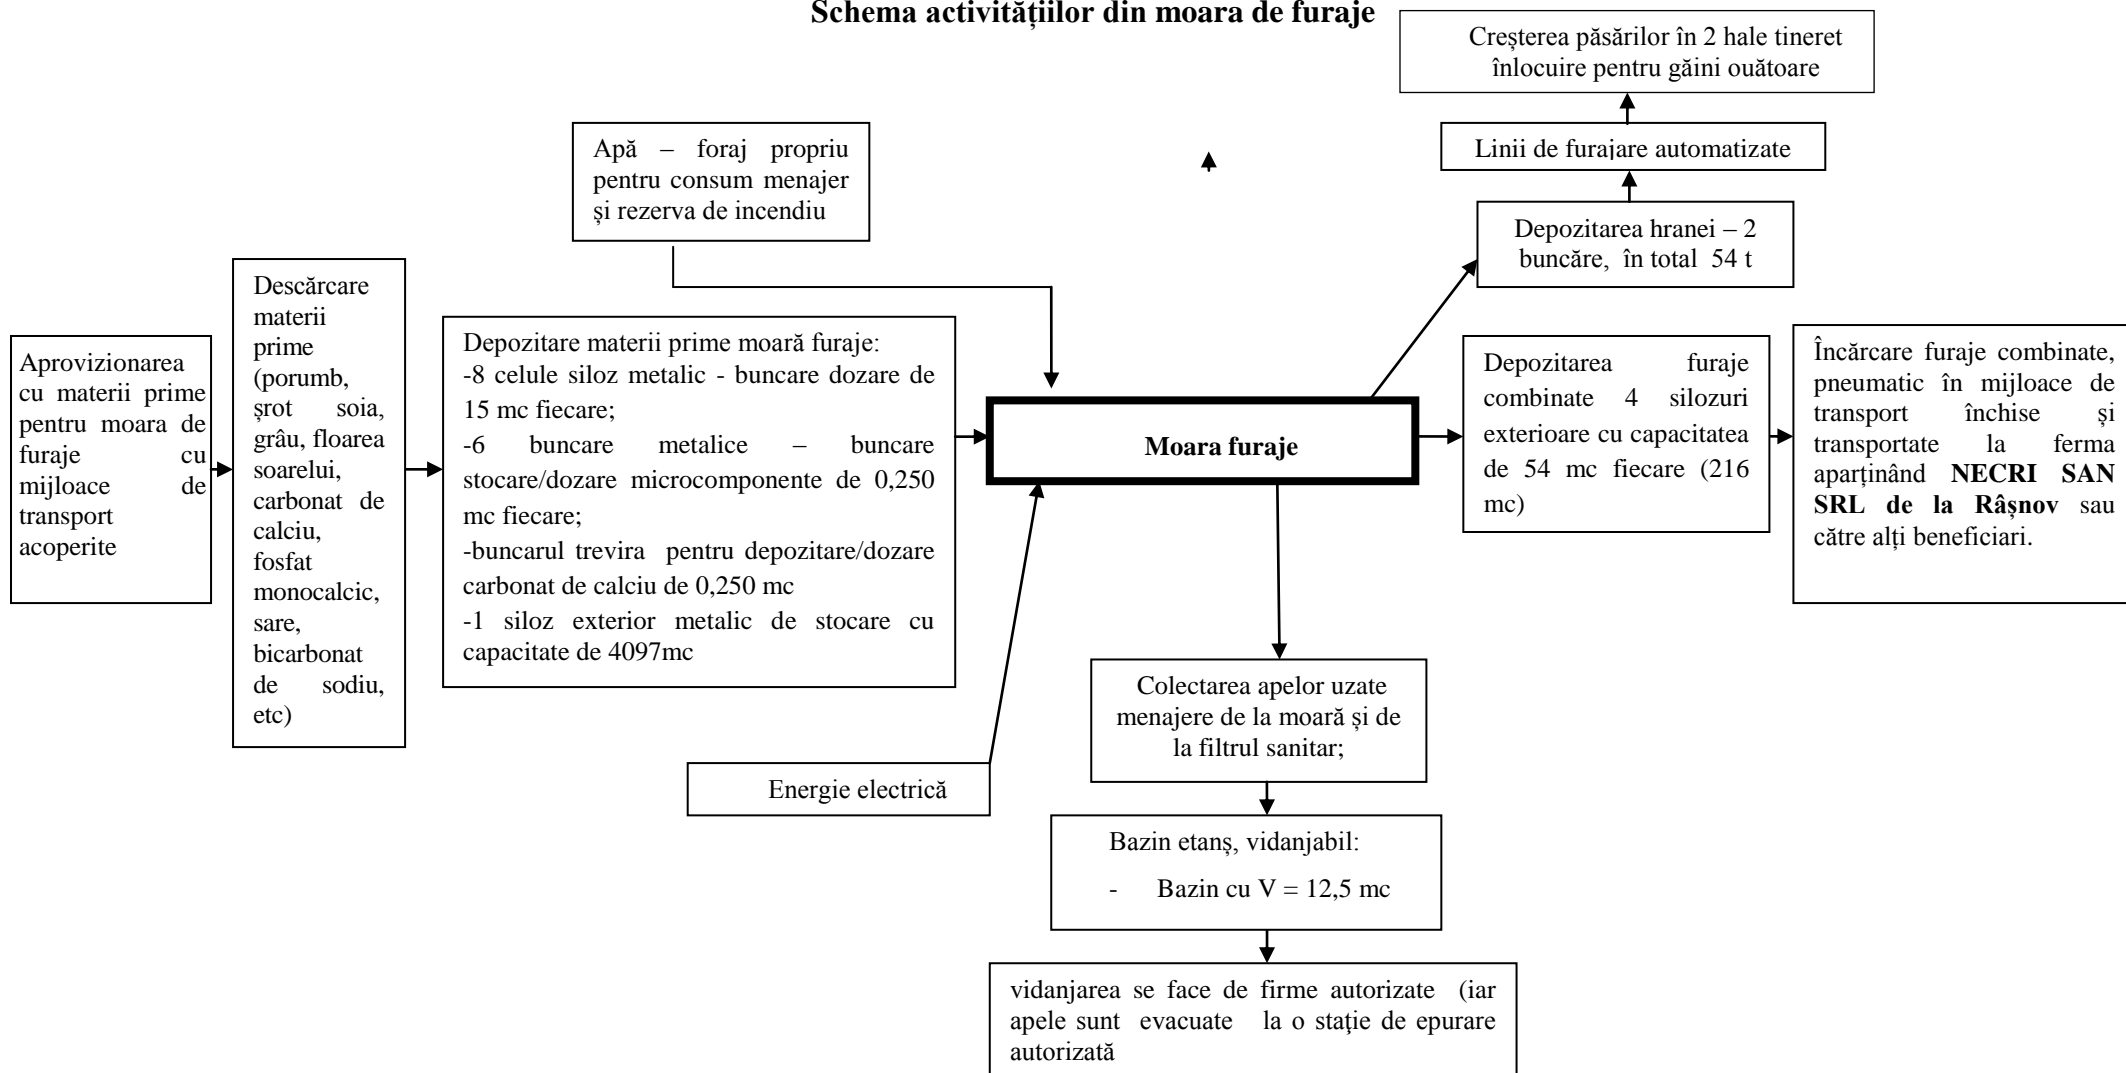 Schema activitățiilor din moara de furaje
Creșterea păsărilor în 2 hale tineret
înlocuire pentru găini ouătoare
Linii de furajare automatizate
Depozitarea hranei – 2
buncăre, în total 54 t
Apă – foraj propriu
pentru consum menajer
și rezerva de incendiu
Aprovizionarea
cu materii prime
pentru moara de
furaje cu
mijloace de
transport
acoperite
Descărcare
materii
prime
(porumb,
șrot soia,
grâu, floarea
soarelui,
carbonat de
calciu,
fosfat
monocalcic,
sare,
bicarbonat
de sodiu,
etc)
Depozitare materii prime moară furaje:
-8 celule siloz metalic - buncare dozare de
15 mc fiecare;
-6 buncare metalice – buncare
stocare/dozare microcomponente de 0,250
mc fiecare;
-buncarul trevira pentru depozitare/dozare
carbonat de calciu de 0,250 mc
-1 siloz exterior metalic de stocare cu
capacitate de 4097mc
Moara furaje
Depozitarea furaje
combinate 4 silozuri
exterioare cu capacitatea
de 54 mc fiecare (216
mc)
Încărcare furaje combinate,
pneumatic în mijloace de
transport închise și
transportate la ferma
aparținând NECRI SAN
SRL de la Râșnov sau
către alți beneficiari.
Energie electrică
Colectarea apelor uzate
menajere de la moară și de
la filtrul sanitar;
Bazin etanș, vidanjabil:
- Bazin cu V = 12,5 mc
vidanjarea se face de firme autorizate (iar
apele sunt evacuate la o staţie de epurare
autorizată